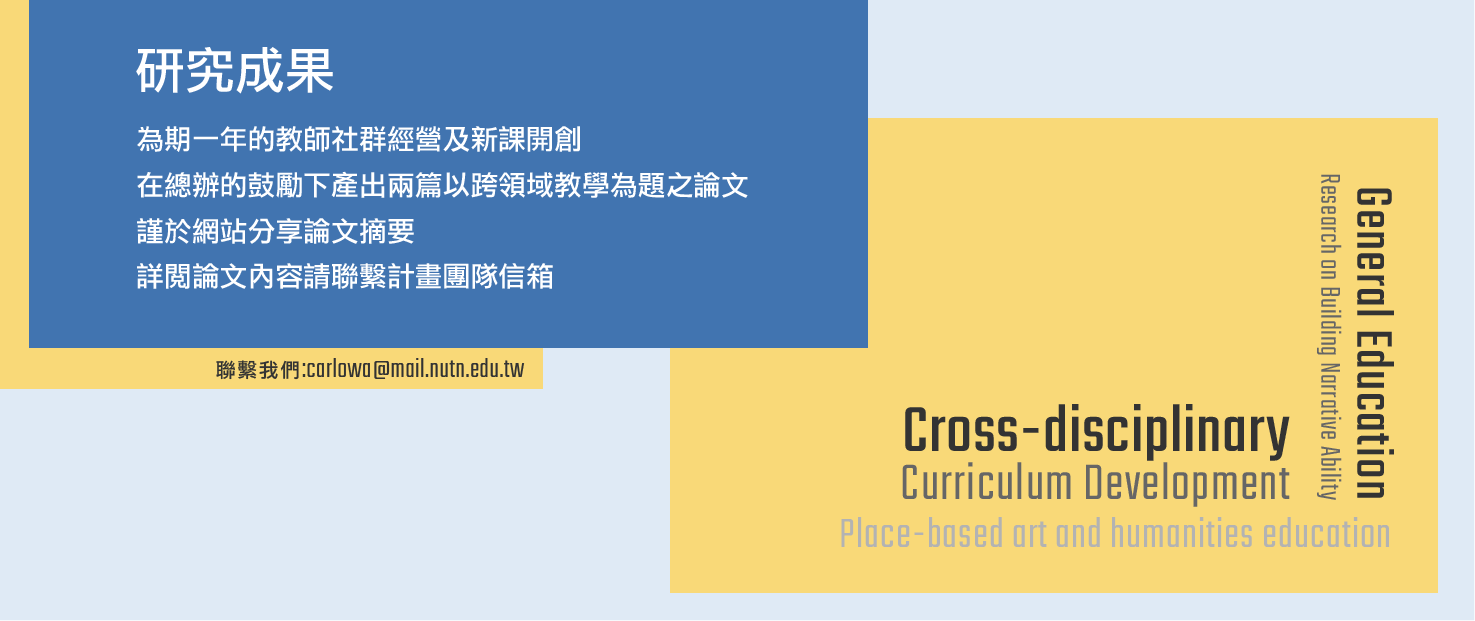 研究成果
為期一年的教師社群經營及新課開創
在總辦的鼓勵下產出兩篇以跨領域教學為題之論文
謹於網站分享論文摘要
詳閱論文內容請聯繫計畫團隊信箱
聯繫我們:carlowa@mail.nutn.edu.tw
General Education
Research on Building Narrative Ability
Cross-disciplinary
Curriculum Development
Place-based art and humanities education